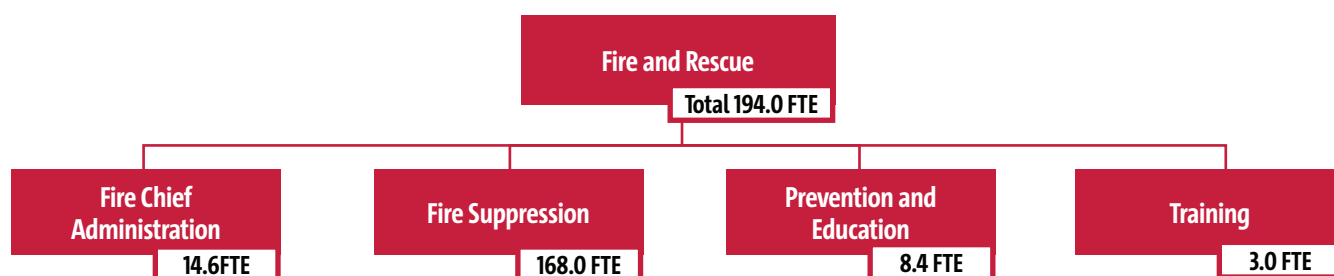 Fire and Rescue
Total 194.0 FTE
Fire Chief
Administration
14.6FTE
Fire Suppression
168.0 FTE
Prevention and
Education
8.4 FTE
Training
3.0 FTE